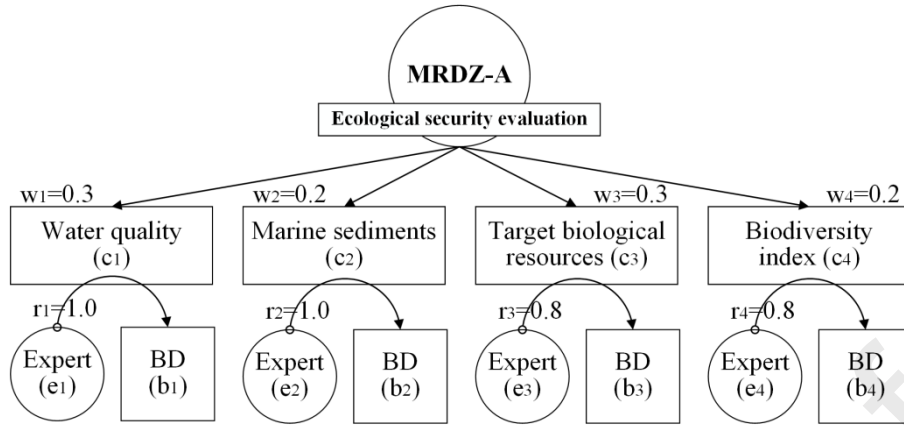 MRDZ-A
Ecological security evaluation
w1=0.3
w2=0.2
w3=0.3
w4=0.2
Water quality
(c1)
Marine sediments
(c2)
Target biological
resources (c3)
Biodiversity
index (c4)
r1=1.0
r2=1.0
r3=0.8
r4=0.8
Expert
(e1)
BD
(b1)
Expert
(e2)
BD
(b2)
Expert
(e3)
BD
(b3)
Expert
(e4)
BD
(b4)